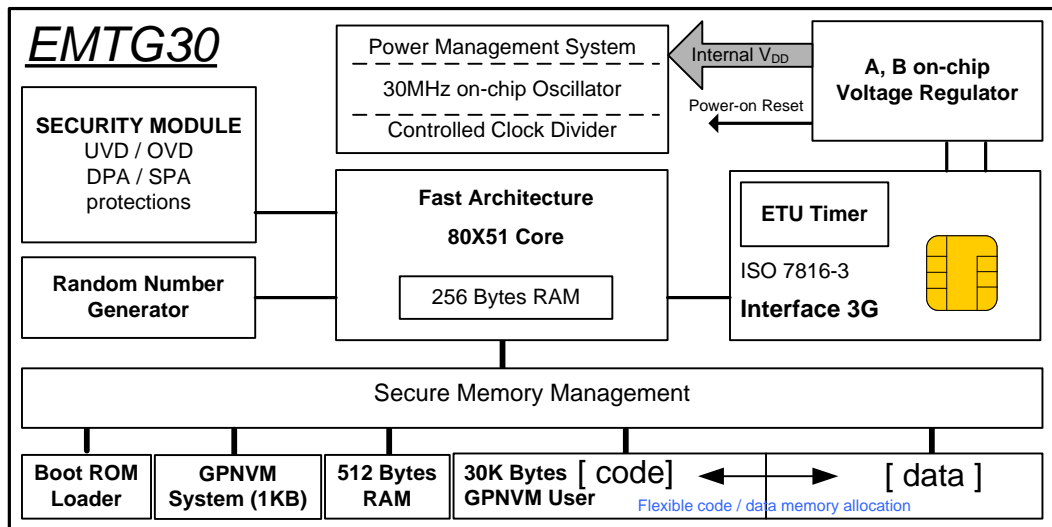 EMTG30
Power Management System
30MHz on-chip Oscillator
Controlled Clock Divider
Internal VDD
Power-on Reset
A, B on-chip
Voltage Regulator
SECURITY MODULE
UVD / OVD
DPA / SPA
protections
Fast Architecture
80X51 Core
256 Bytes RAM
ETU Timer
ISO 7816-3
Interface 3G
Random Number
Generator
Secure Memory Management
Boot ROM
Loader
GPNVM
System (1KB)
512 Bytes
RAM
30K Bytes [ code]
GPNVM User
[ data ]
Flexible code / data memory allocation